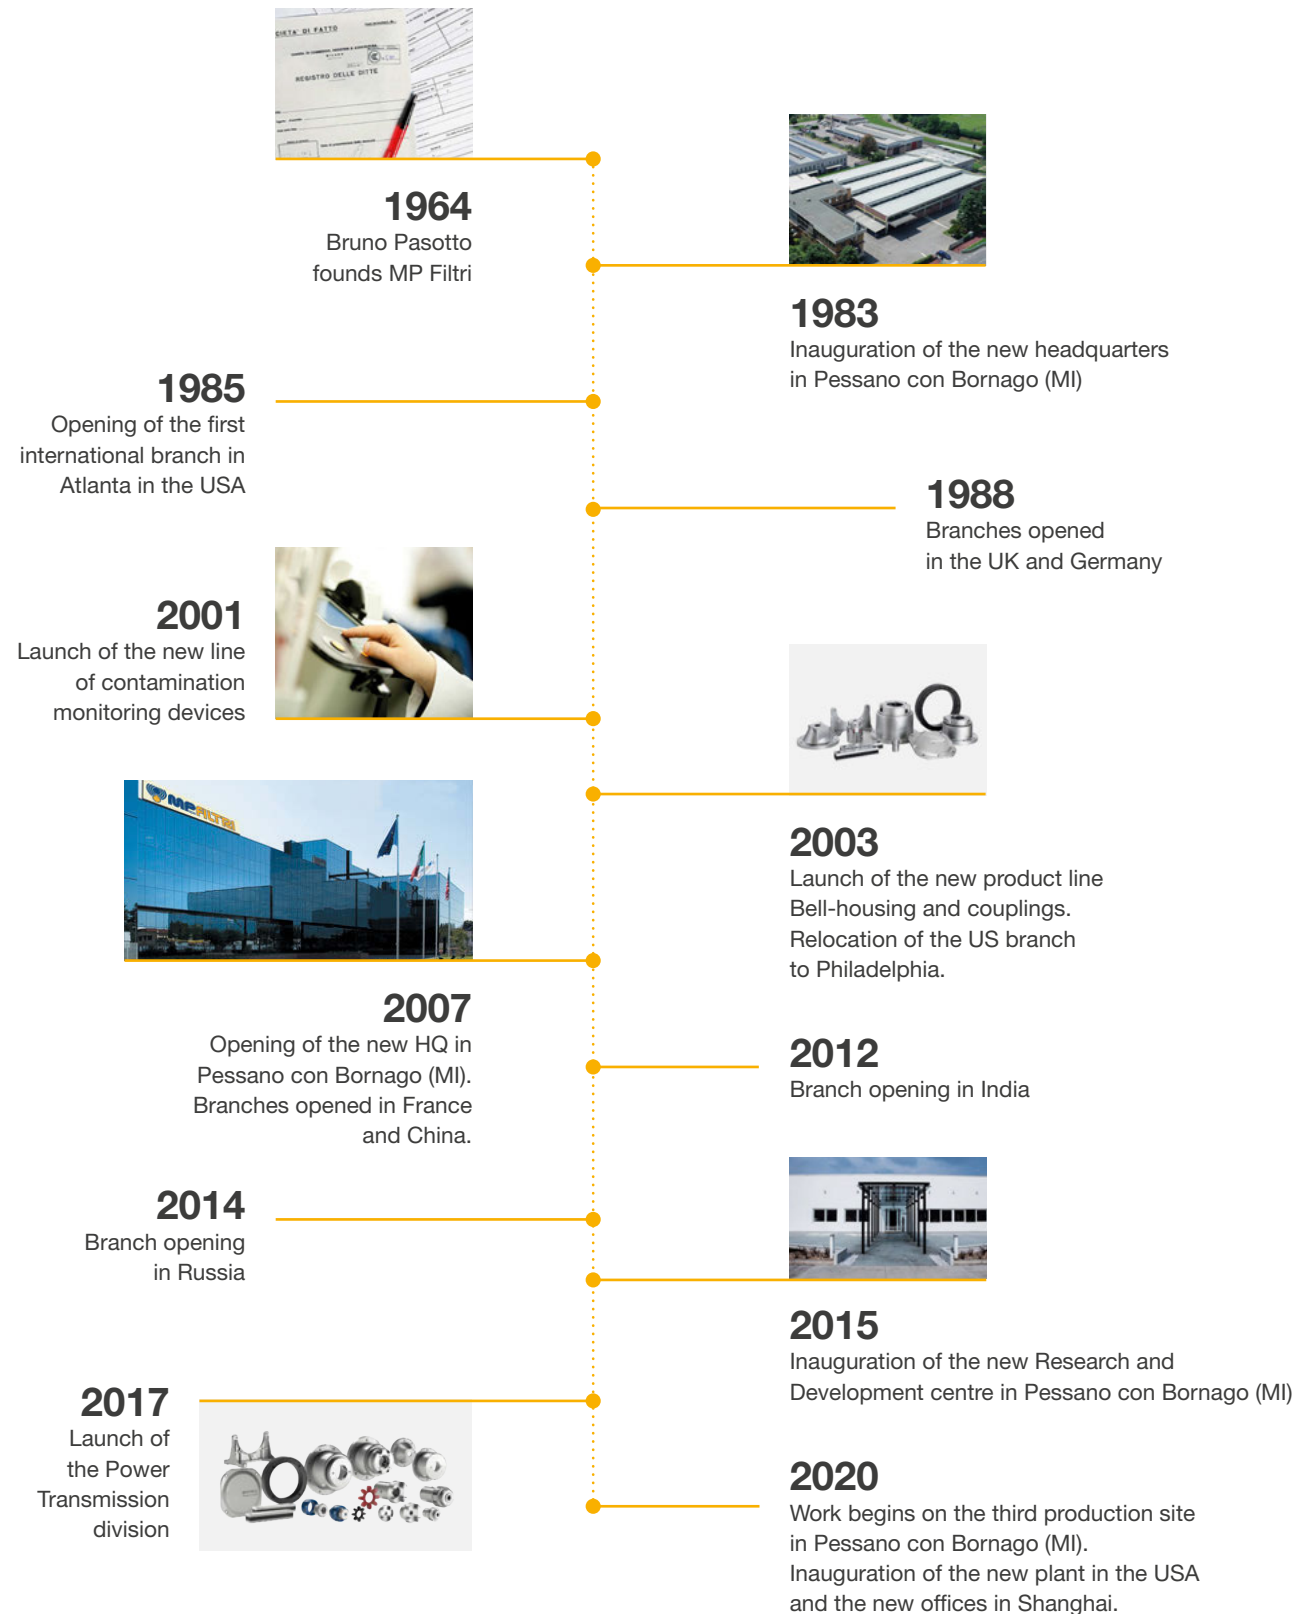 SOCIETA' DI FATTO
REGISTRO DELLE DITTE
1964
Bruno Pasotto
founds MP Filtri
1983
Inauguration of the new headquarters
in Pessano con Bornago (MI)
1985
Opening of the first
international branch in
Atlanta in the USA
1988
Branches opened
in the UK and Germany
2001
Launch of the new line
of contamination
monitoring devices
2003
Launch of the new product line
Bell-housing and couplings.
Relocation of the US branch
to Philadelphia.
MPFILTRI
2007
Opening of the new HQ in
Pessano con Bornago (MI).
Branches opened in France
and China.
2012
Branch opening in India
2014
Branch opening
in Russia
2015
Inauguration of the new Research and
Development centre in Pessano con Bornago (MI)
2017
Launch of
the Power
Transmission
division
2020
Work begins on the third production site
in Pessano con Bornago (MI).
Inauguration of the new plant in the USA
and the new offices in Shanghai.